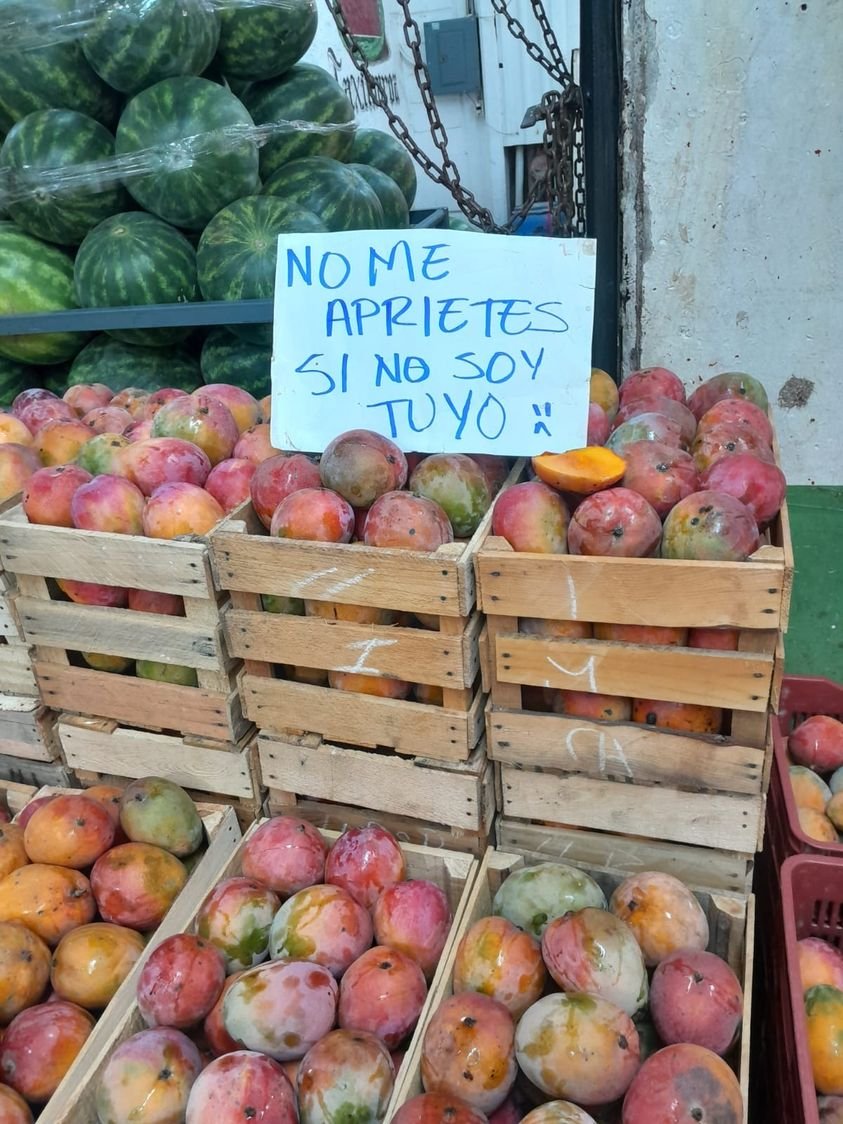 NO ME
APRIETES
SI NO SOY
TUYO :(